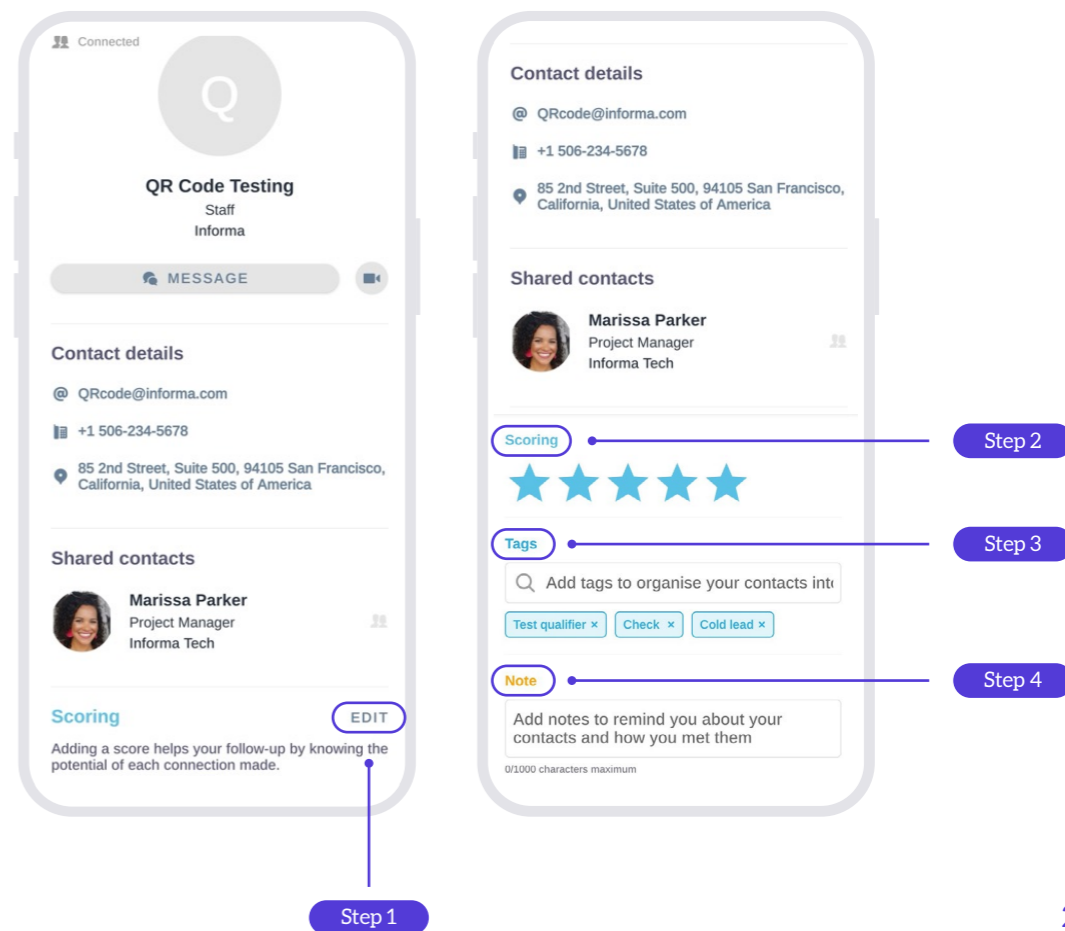 Connected
Q
QR Code Testing
Staff
Informa
MESSAGE
Contact details
QRcode@informa.com
+1 506-234-5678
85 2nd Street, Suite 500, 94105 San Francisco,
California, United States of America
Shared contacts
Marissa Parker
Project Manager
Informa Tech
Scoring
EDIT
Adding a score helps your follow-up by knowing the
potential of each connection made.
Step 1
Contact details
QRcode@informa.com
+1 506-234-5678
85 2nd Street, Suite 500, 94105 San Francisco,
California, United States of America
Shared contacts
Marissa Parker
Project Manager
Informa Tech
Scoring
Step 2
Tags
Step 3
Add tags to organise your contacts
Test qualifier × Check × Cold lead ×
Note
Step 4
Add notes to remind you about your
contacts and how you met them
0/1000 characters maximum